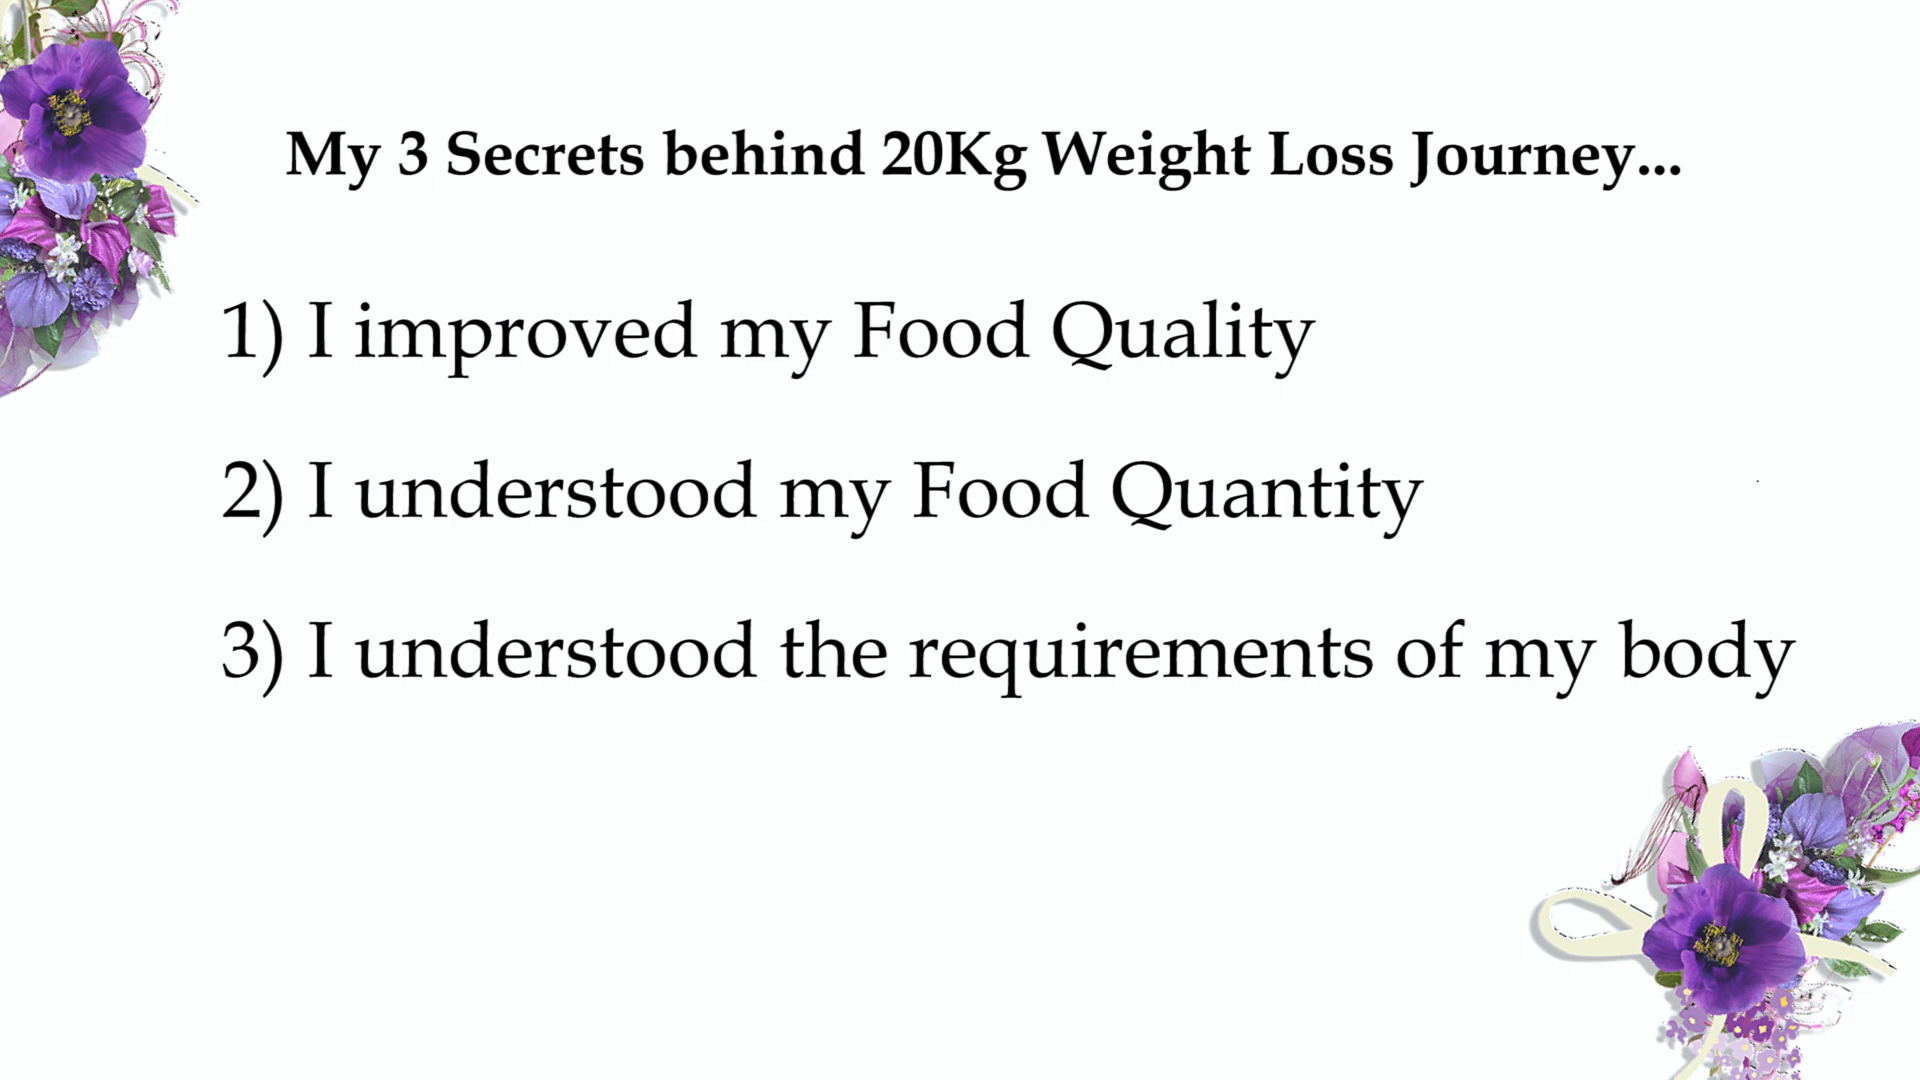 My 3 Secrets behind 20Kg Weight Loss Journey...
1) I improved my Food Quality
2) I understood my Food Quantity
3) I understood the requirements of my body